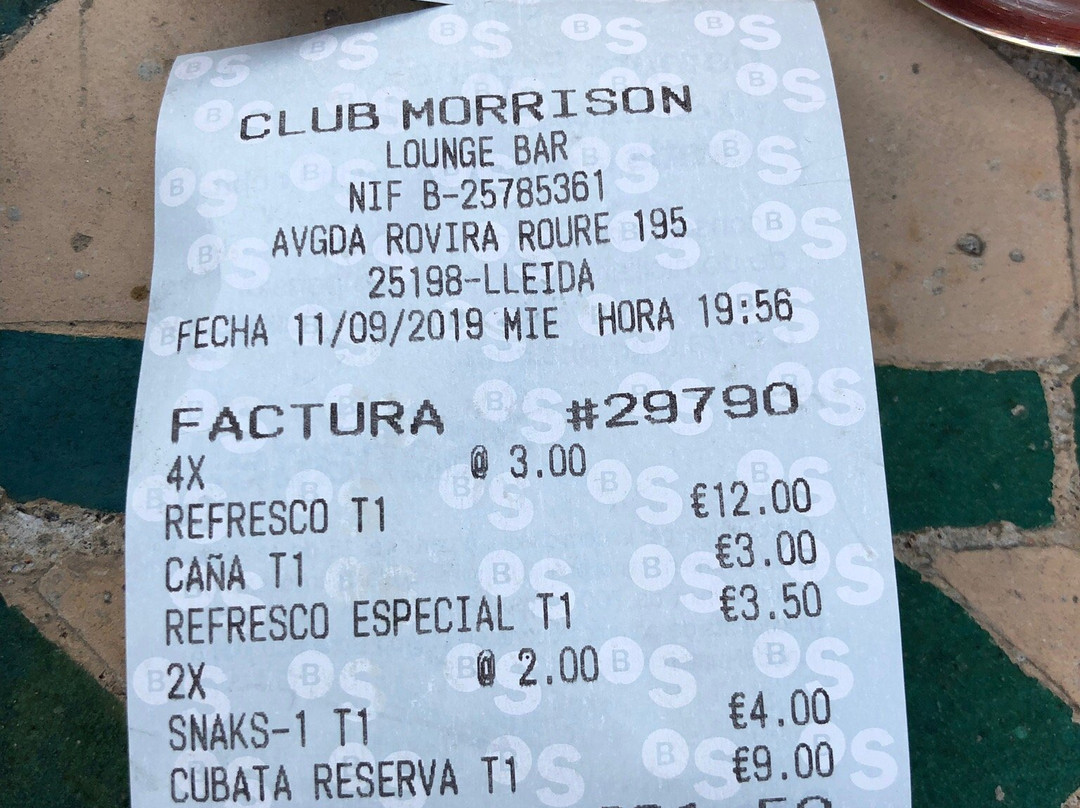 CLUB MORRISON
LOUNGE BAR
NIF B-25785361
AVGDA ROVIRA ROURE 195
25198-LLEIDA
FECHA 11/09/2019 MIE HORA 19:56
FACTURA #29790
4X @ 3.00
REFRESCO T1 €12.00
CAÑA T1 €3.00
REFRESCO ESPECIAL T1 €3.50
2X @ 2.00
SNAKS-1 T1 €4.00
CUBATA RESERVA T1 €9.00